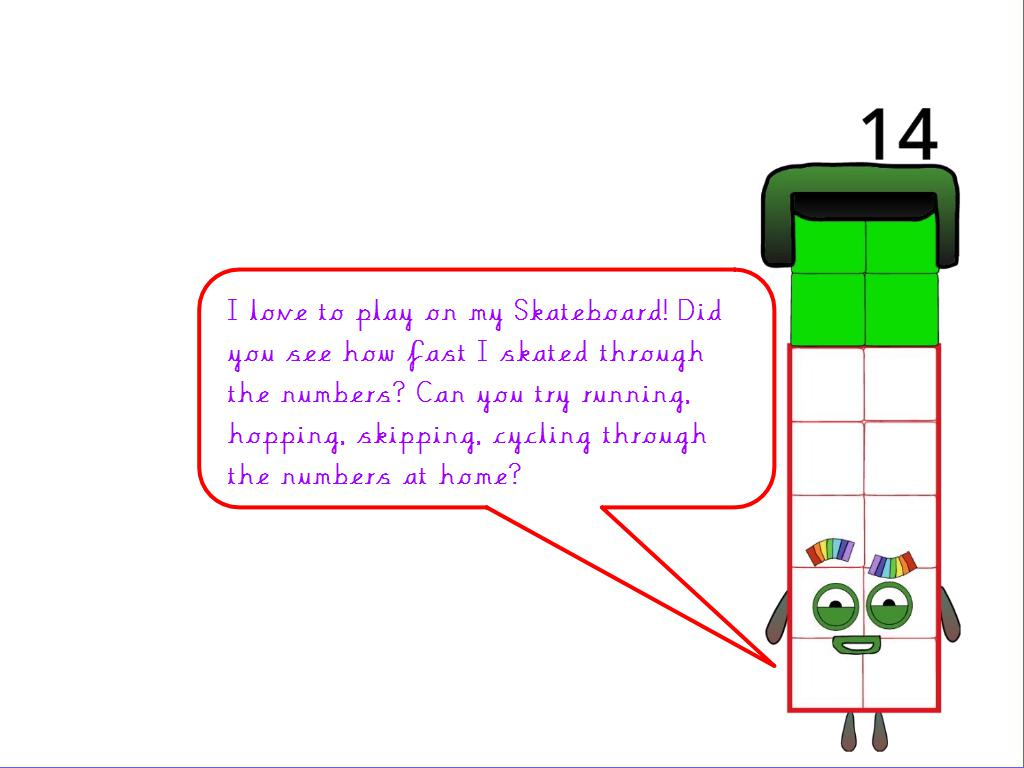 14
I love to play on my Skateboard! Did
you see how fast I skated through
the numbers? Can you try running,
hopping, skipping, cycling through
the numbers at home?